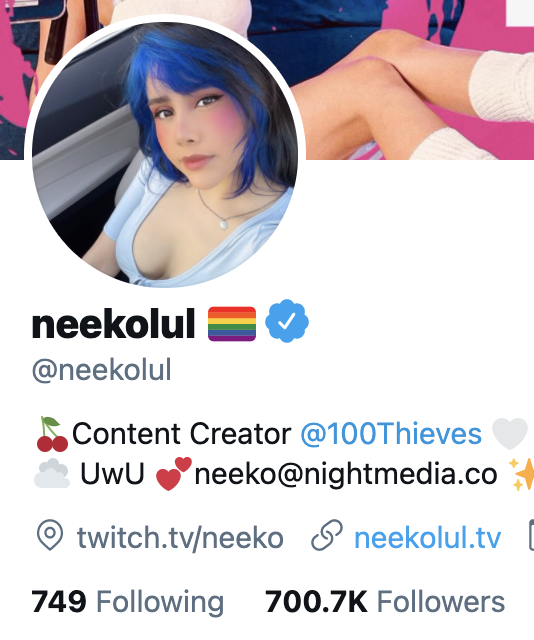 neekolul 🏳️‍🌈
@neekolul
🍒Content Creator @100Thieves 🤍
☁️ UwU 💕neeko@nightmedia.co ✨
twitch.tv/neeko neekolul.tv
749 Following 700.7K Followers